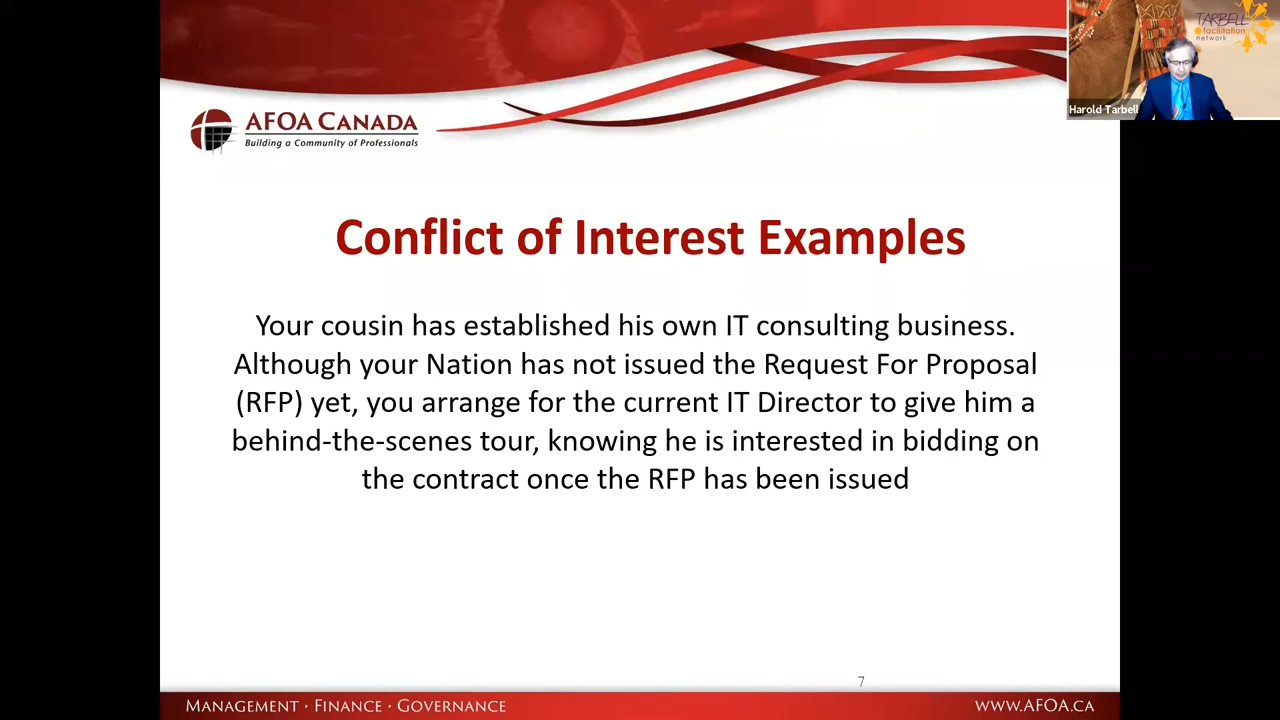 TARBELL
facilitation
network
Harold Tarbell
AFOA CANADA
Building a Community of Professionals
Conflict of Interest Examples
Your cousin has established his own IT consulting business.
Although your Nation has not issued the Request For Proposal
(RFP) yet, you arrange for the current IT Director to give him a
behind-the-scenes tour, knowing he is interested in bidding on
the contract once the RFP has been issued
7
MANAGEMENT · FINANCE · GOVERNANCE
WWW.AFOA.CA